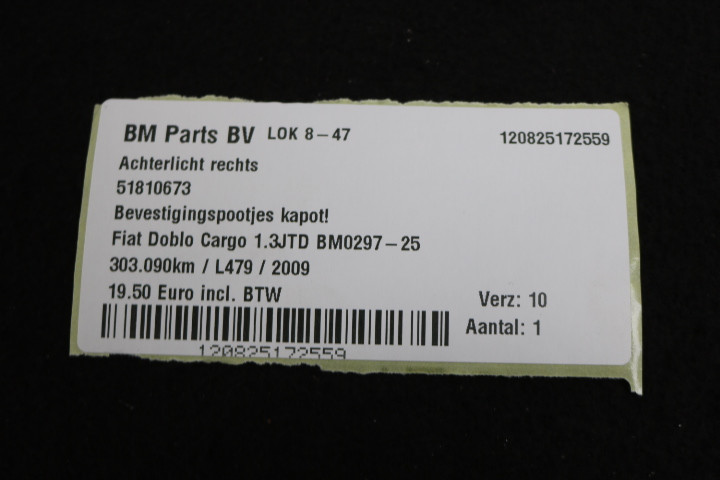 BM Parts BV LOK 8-47 120825172559
Achterlicht rechts
51810673
Bevestigingspootjes kapot!
Fiat Doblo Cargo 1.3JTD BM0297-25
303.090km / L479 / 2009
19.50 Euro incl. BTW
Verz: 10
Aantal: 1
120825172559